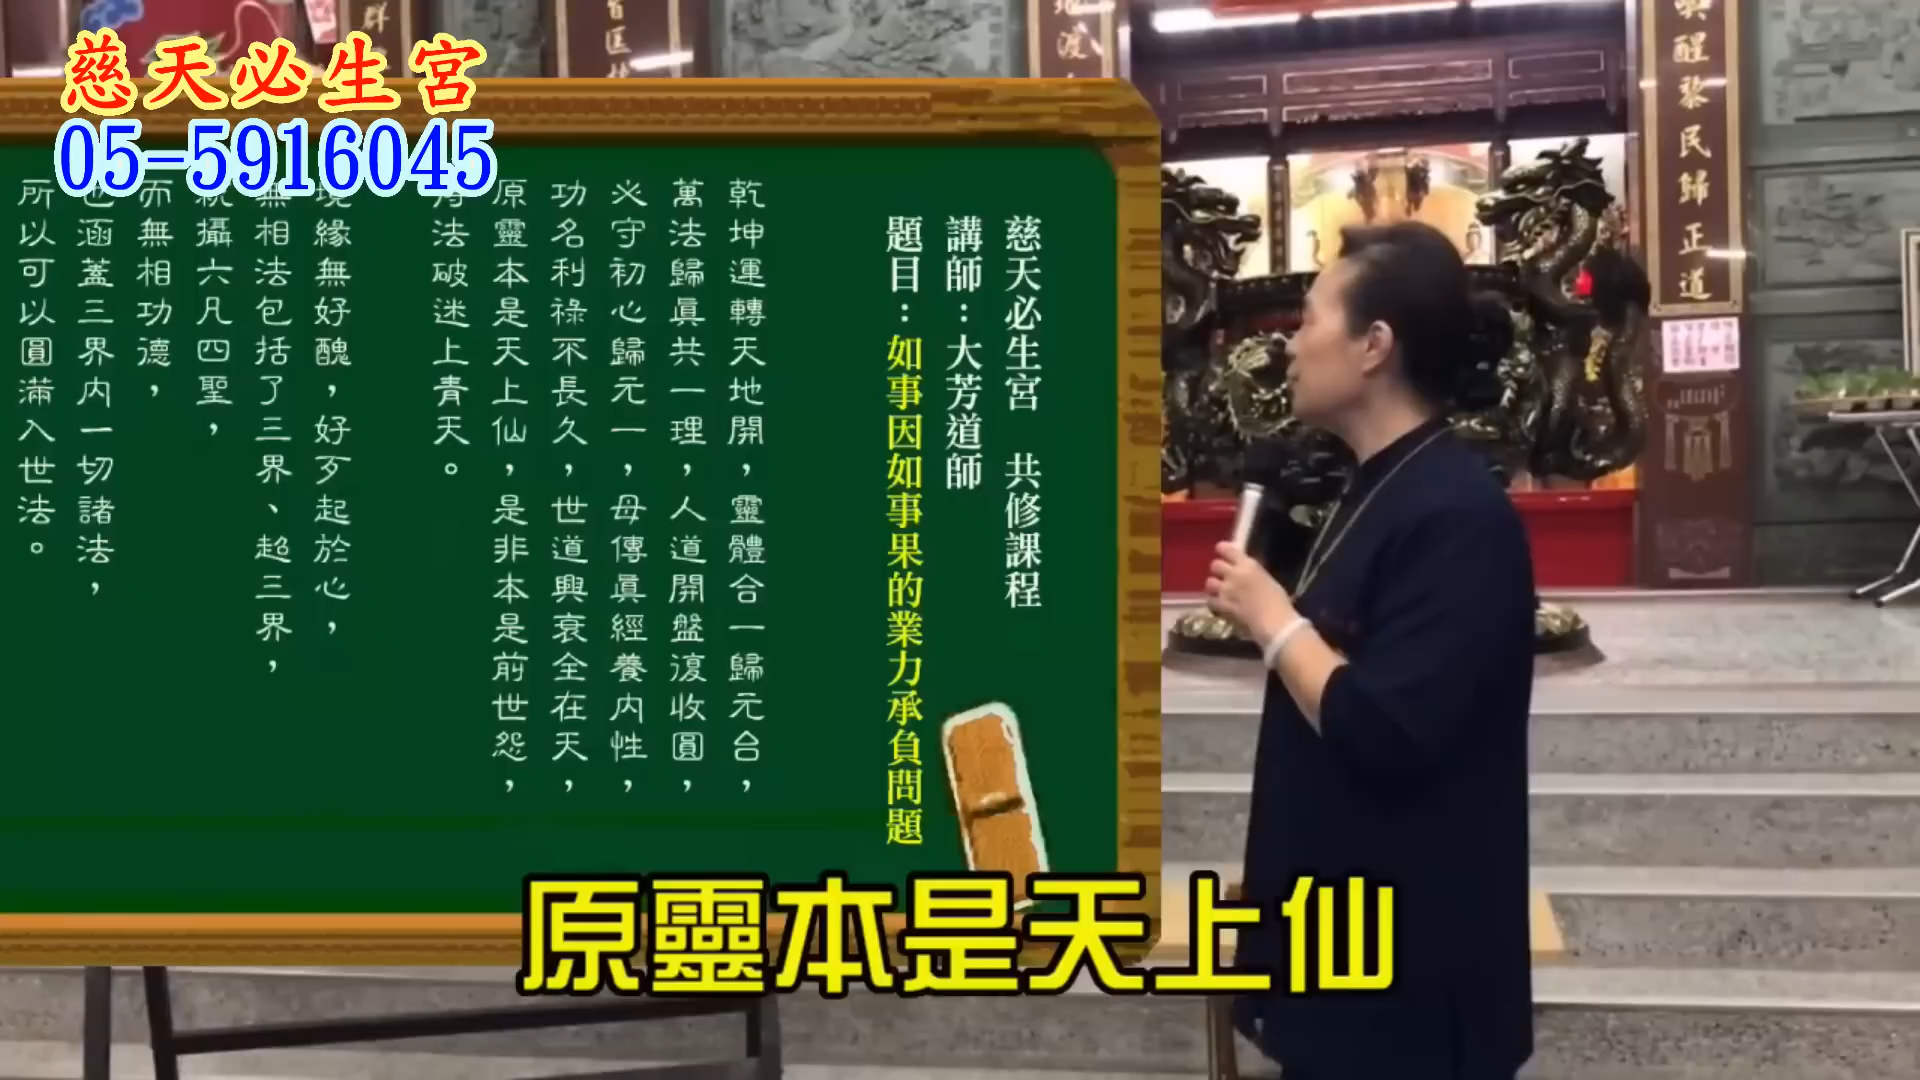 慈天必生宮
05-5916045
慈天必生宮　共修課程
講師：大芳道師
題目：如事因如事果的業力承負問題
乾坤運轉天地開，靈體合一歸元台，
萬法歸真共一理，人道開盤復收圓，
必守初心歸元一，母傳真經養內性，
功名利祿不長久，世道興衰全在天，
原靈本是天上仙，是非本是前世怨，
法破迷上青天。
境緣無好醜，好歹起於心，
無相法包括了三界、超三界，
統攝六凡四聖，
而無相功德，
也涵蓋三界內一切諸法，
所以可以圓滿入世法。
醒黎民歸正道
群
渡
原靈本是天上仙